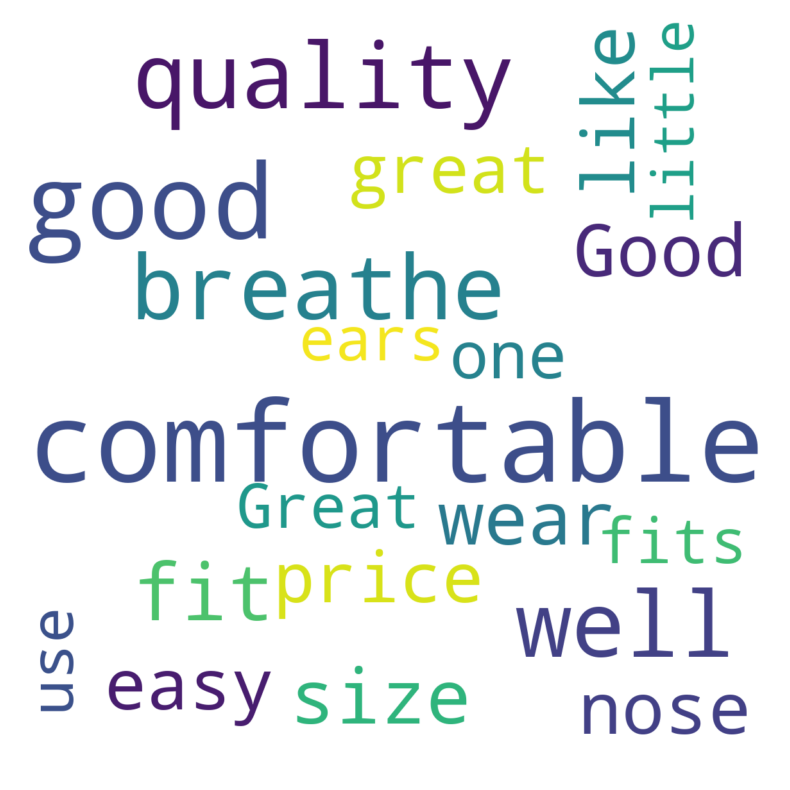 quality
like
little
great
good
Good
breathe
ears
one
comfortable
Great
wear
fits
fit
price
well
use
easy
size
nose